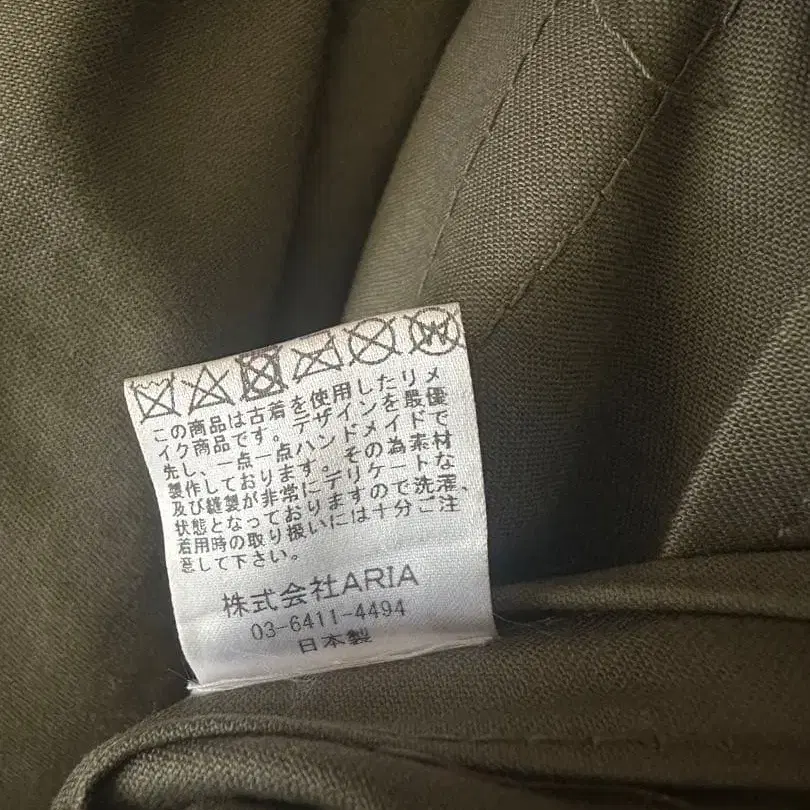 この商品は古着を使用したリメ
イク商品です。デザインを最優
先し、一点一点ハンドメイドで
製作しております。その為素材
及び縫製が非常にデリケートな
状態となっておりますので洗濯、
着用時の取り扱いには十分ご注
意して下さい。
株式会社ARIA
03-6411-4494
日本製